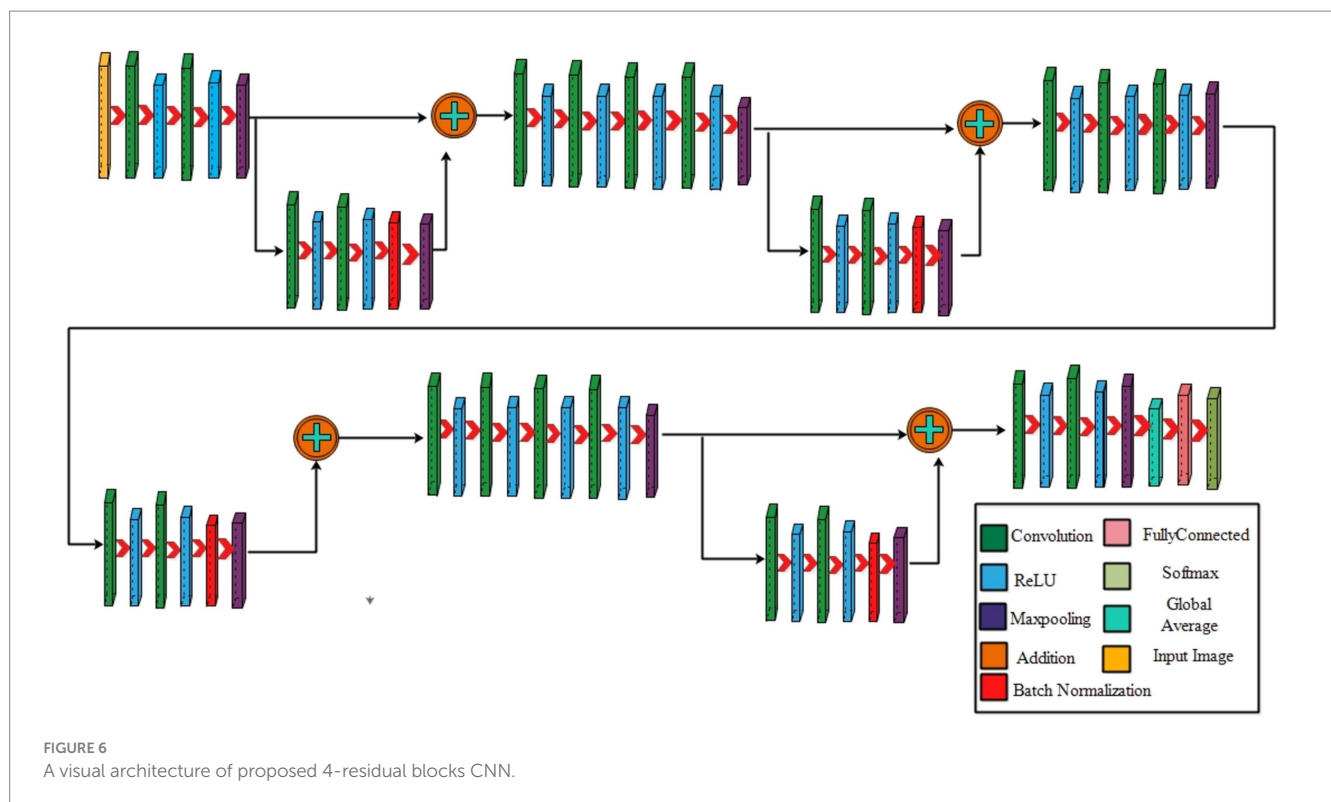 Convolution
FullyConnected
ReLU
Softmax
Maxpooling
Global
Average
Addition
Input Image
Batch Normalization
FIGURE 6
A visual architecture of proposed 4-residual blocks CNN.